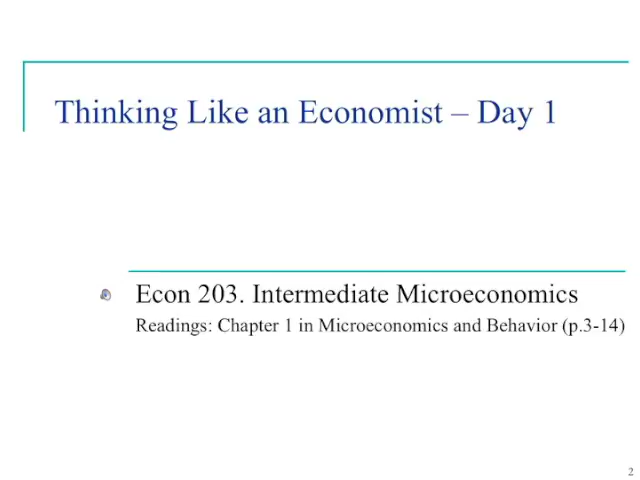 Thinking Like an Economist – Day 1
Econ 203. Intermediate Microeconomics
Readings: Chapter 1 in Microeconomics and Behavior (p.3-14)
2